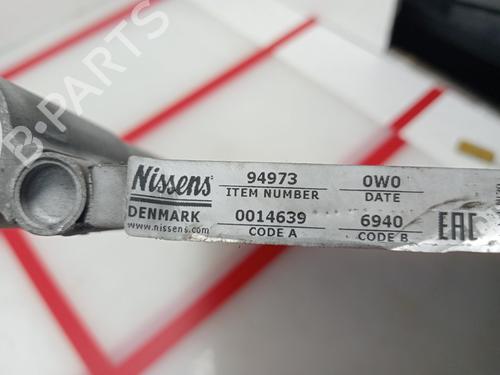 B-PARTS
Nissens
DENMARK
www.nissens.com
94973
ITEM NUMBER
0014639
CODE A
0W0
DATE
6940
CODE B
EAC